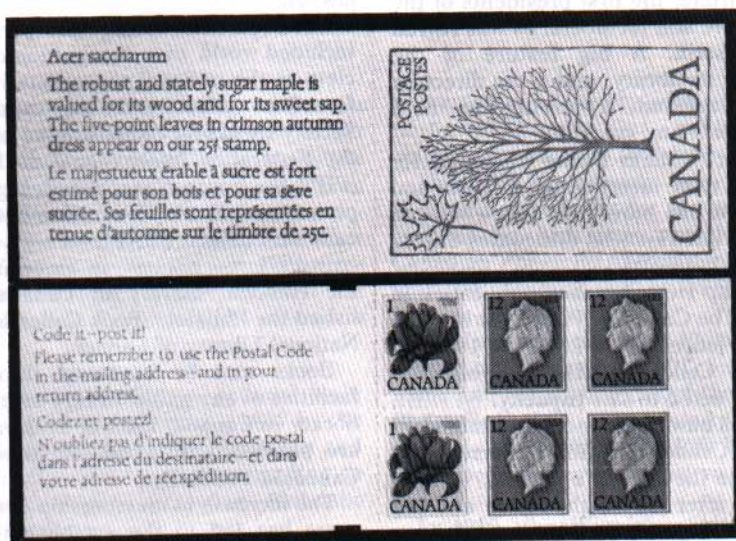 Acer saccharum
The robust and stately sugar maple is
valued for its wood and for its sweet sap.
The five-point leaves in crimson autumn
dress appear on our 25¢ stamp.
Le majestueux érable à sucre est fort
estimé pour son bois et pour sa sève
sucrée. Ses feuilles sont représentées en
tenue d'automne sur le timbre de 25c.
POSTAGE
POSTES
CANADA
Code it—post it!
Please remember to use the Postal Code
in the mailing address—and in your
return address.
Codez et postez!
N'oubliez pas d'indiquer le code postal
dans l'adresse du destinataire—et dans
votre adresse de réexpédition.
1
CANADA
12
CANADA
12
CANADA
1
CANADA
12
CANADA
12
CANADA